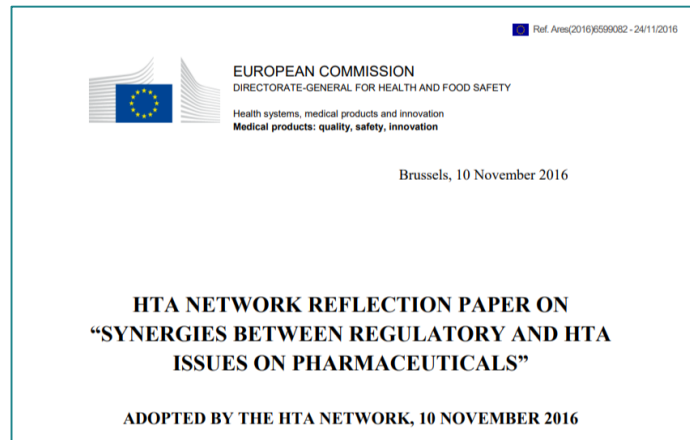 Ref. Ares(2016)6599082 - 24/11/2016
EUROPEAN COMMISSION
DIRECTORATE-GENERAL FOR HEALTH AND FOOD SAFETY
Health systems, medical products and innovation
Medical products: quality, safety, innovation
Brussels, 10 November 2016
HTA NETWORK REFLECTION PAPER ON
“SYNERGIES BETWEEN REGULATORY AND HTA
ISSUES ON PHARMACEUTICALS”
ADOPTED BY THE HTA NETWORK, 10 NOVEMBER 2016